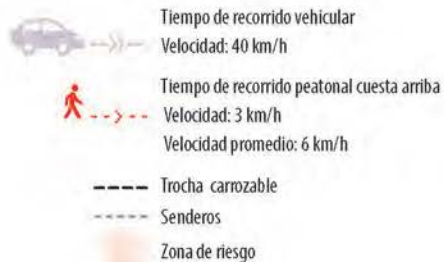 Tiempo de recorrido vehicular
Velocidad: 40 km/h
Tiempo de recorrido peatonal cuesta arriba
Velocidad: 3 km/h
Velocidad promedio: 6 km/h
Trocha carrozable
Senderos
Zona de riesgo